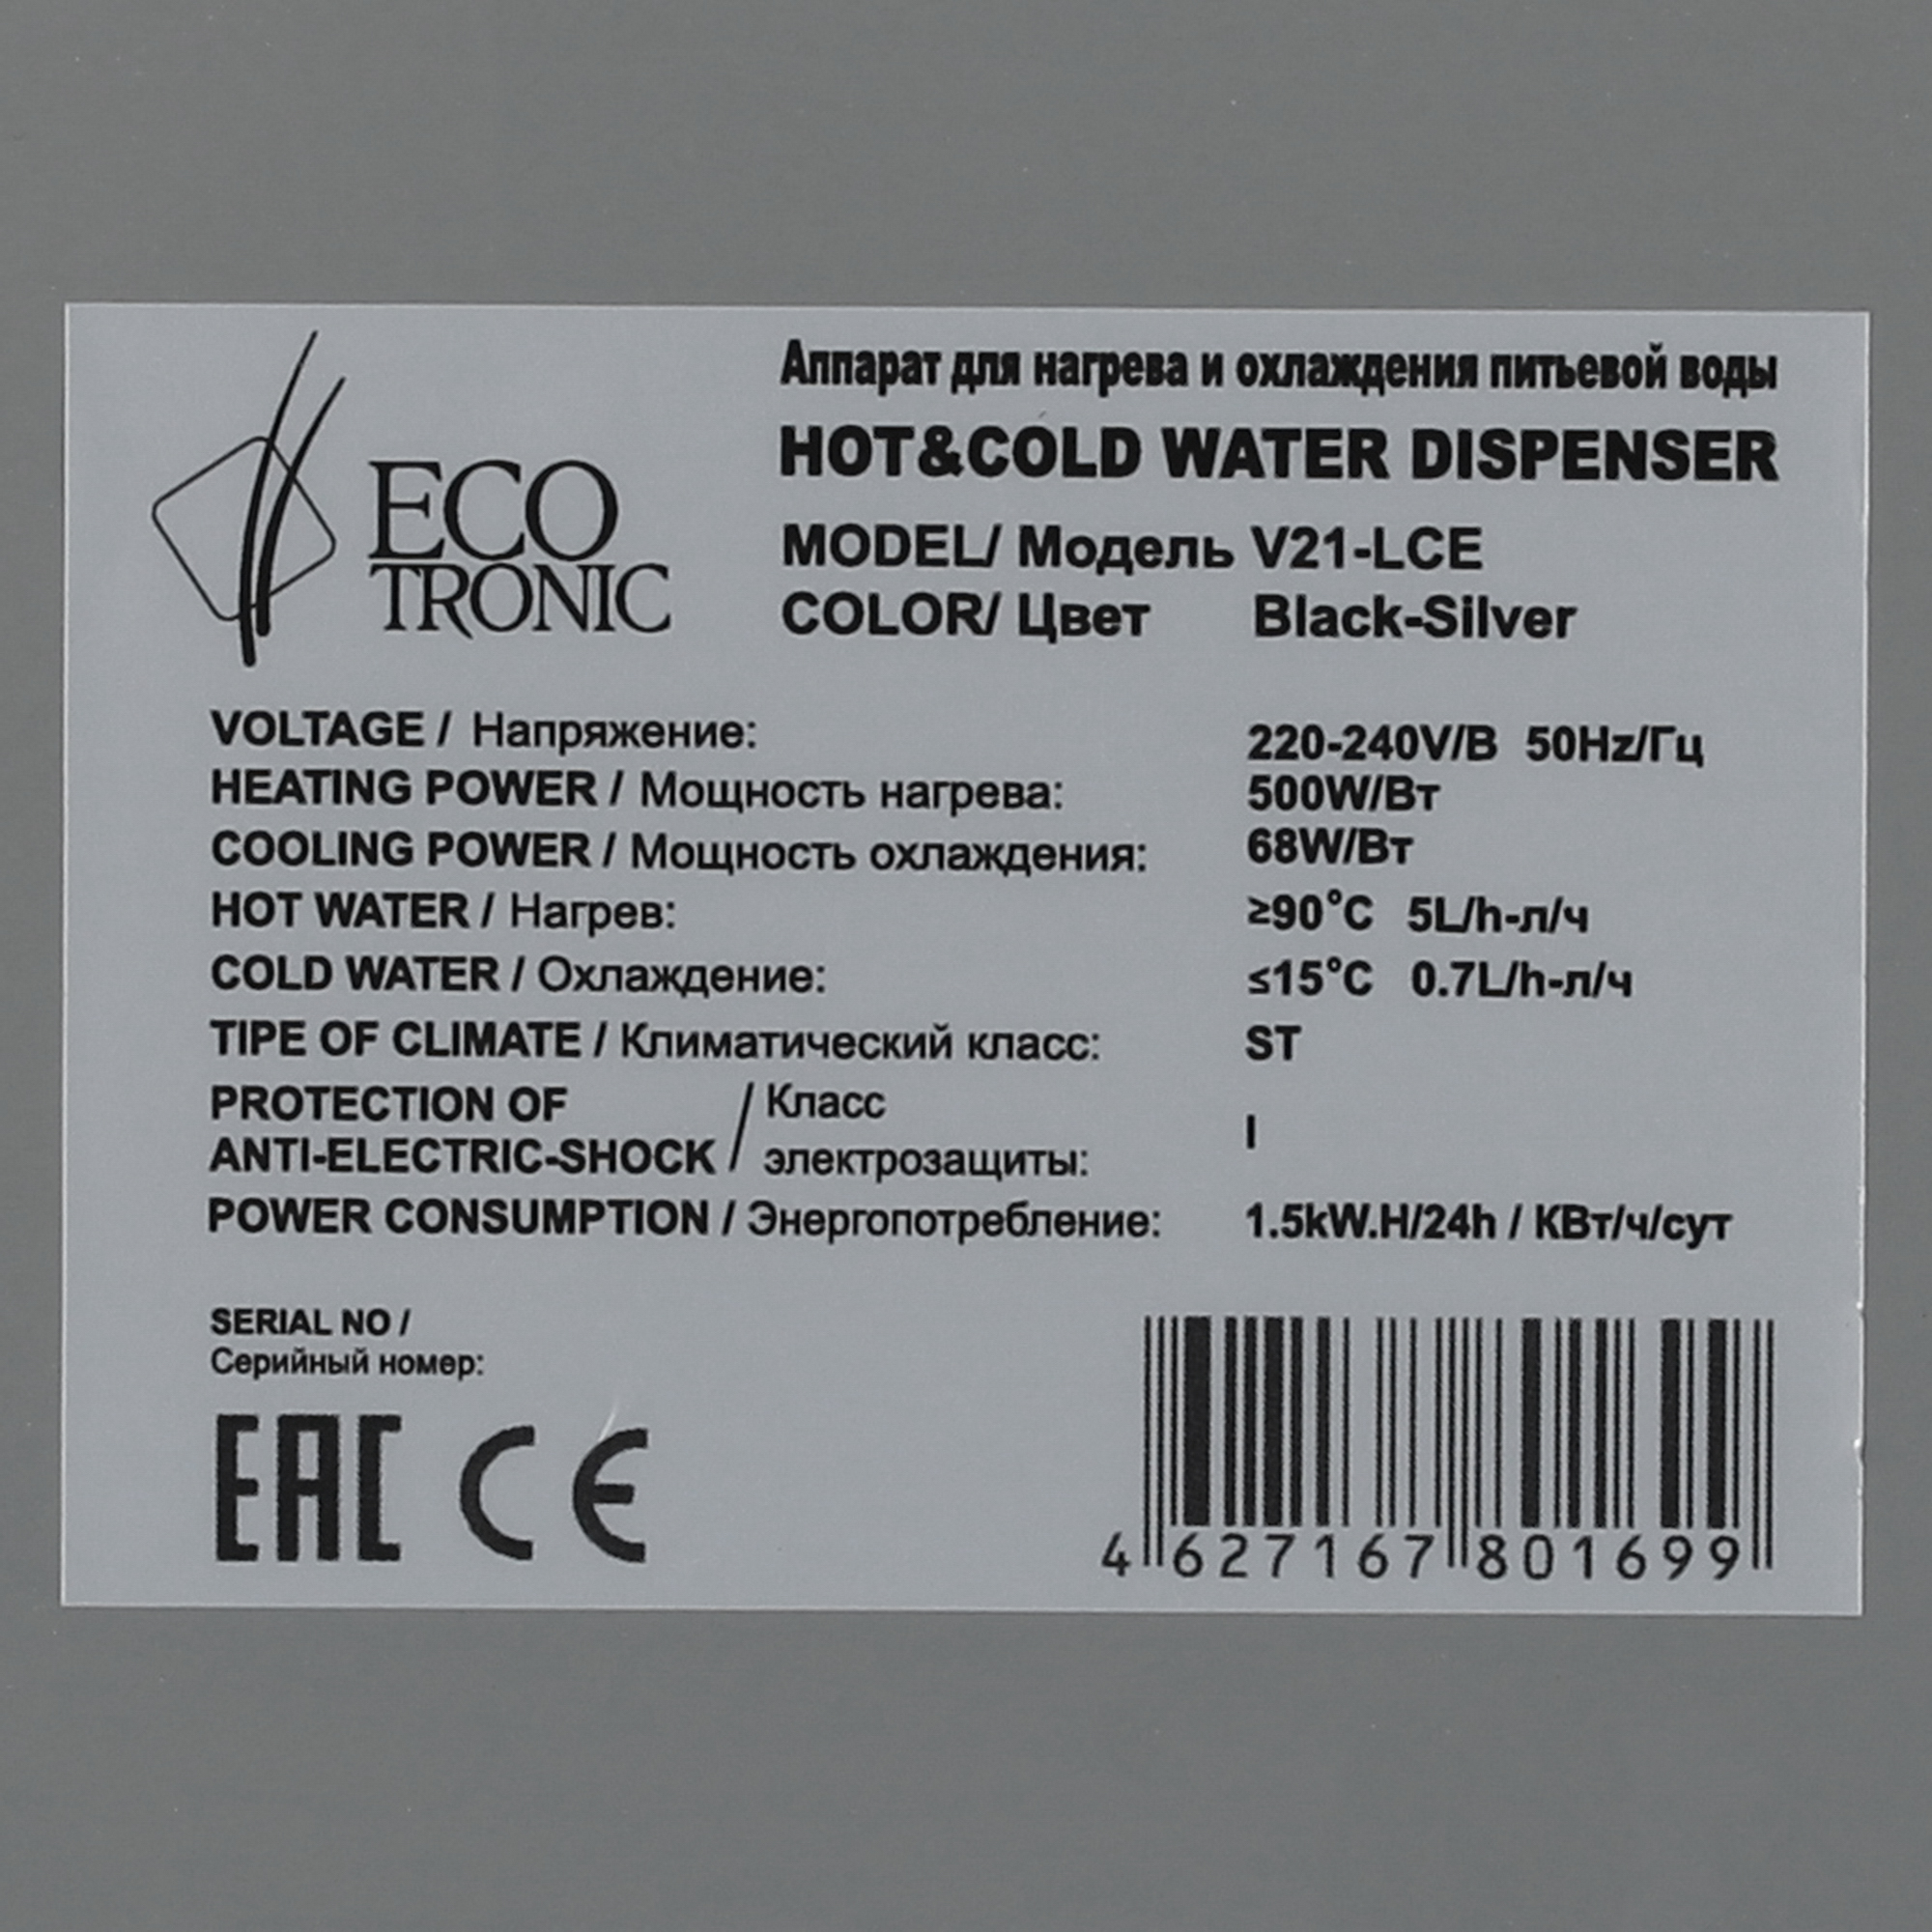 ECO
TRONIC
Аппарат для нагрева и охлаждения питьевой воды
HOT&COLD WATER DISPENSER
MODEL/ Модель V21-LCE
COLOR/ Цвет Black-Silver
VOLTAGE / Напряжение: 220-240V/В 50Hz/Гц
HEATING POWER / Мощность нагрева: 500W/Вт
COOLING POWER / Мощность охлаждения: 68W/Вт
HOT WATER / Нагрев: ≥90°C 5L/h-л/ч
COLD WATER / Охлаждение: ≤15°C 0.7L/h-л/ч
TIPE OF CLIMATE / Климатический класс: ST
PROTECTION OF / Класс
ANTI-ELECTRIC-SHOCK электрозащиты: I
POWER CONSUMPTION / Энергопотребление: 1.5kW.H/24h / КВт/ч/сут
SERIAL NO /
Серийный номер:
EAC CE
4 627167 801699